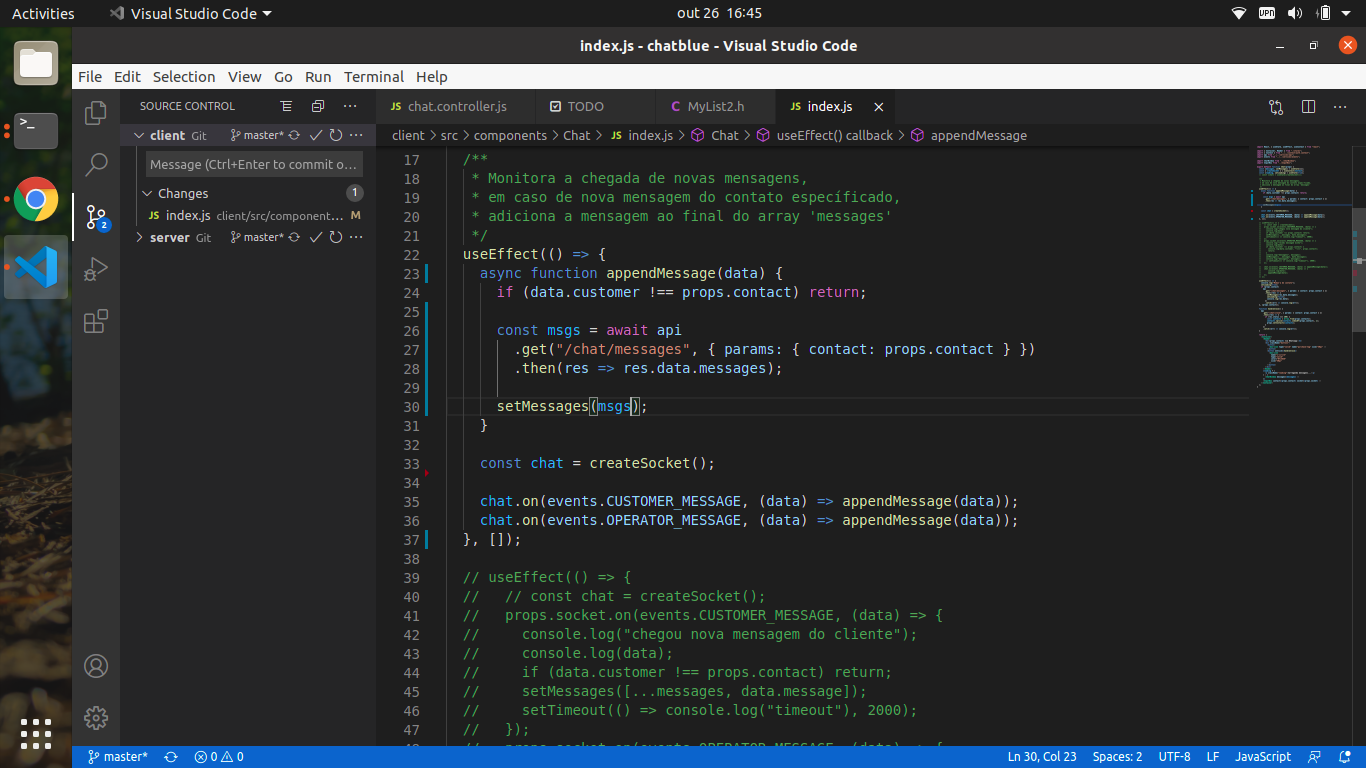 Activities
Visual Studio Code
out 26 16:45
VPN
index.js - chatblue - Visual Studio Code
File Edit Selection View Go Run Terminal Help
SOURCE CONTROL
JS chat.controller.js
TODO
C MyList2.h
JS index.js
client Git
master*
client > src > components > Chat > JS index.js > Chat > useEffect() callback > appendMessage
Message (Ctrl+Enter to commit o...
Changes 1
JS index.js client/src/component... M
server Git
master*
2
17 /**
18 * Monitora a chegada de novas mensagens,
19 * em caso de nova mensagem do contato específicado,
20 * adiciona a mensagem ao final do array 'messages'
21 */
22 useEffect(() => {
23 async function appendMessage(data) {
24 if (data.customer !== props.contact) return;
25
26 const msgs = await api
27 .get("/chat/messages", { params: { contact: props.contact } })
28 .then(res => res.data.messages);
29
30 setMessages(msgs);
31 }
32
33 const chat = createSocket();
34
35 chat.on(events.CUSTOMER_MESSAGE, (data) => appendMessage(data));
36 chat.on(events.OPERATOR_MESSAGE, (data) => appendMessage(data));
37 }, []);
38
39 // useEffect(() => {
40 // // const chat = createSocket();
41 // props.socket.on(events.CUSTOMER_MESSAGE, (data) => {
42 // console.log("chegou nova mensagem do cliente");
43 // console.log(data);
44 // if (data.customer !== props.contact) return;
45 // setMessages([...messages, data.message]);
46 // setTimeout(() => console.log("timeout"), 2000);
47 // });
48 // props.socket.on(events.OPERATOR_MESSAGE, (data) => {
master*
0 0
Ln 30, Col 23
Spaces: 2
UTF-8
LF
JavaScript